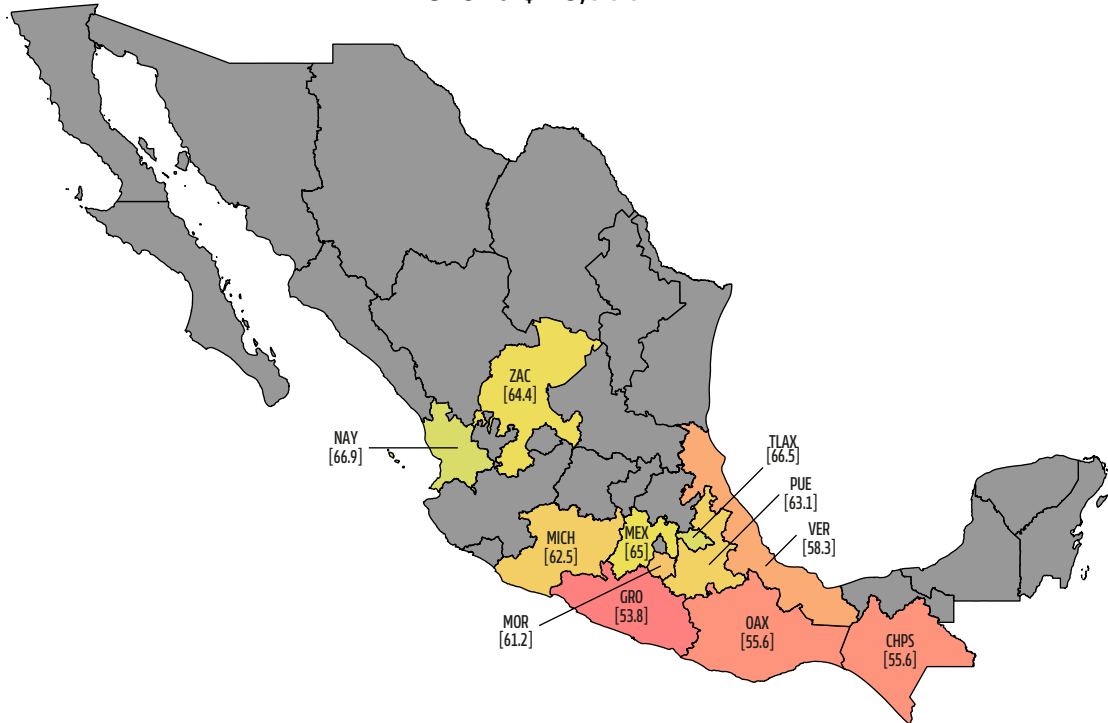 ZAC
[64.4]
NAY
[66.9]
TLAX
[66.5]
PUE
[63.1]
VER
[58.3]
MICH
[62.5]
MEX
[65]
MOR
[61.2]
GRO
[53.8]
OAX
[55.6]
CHPS
[55.6]